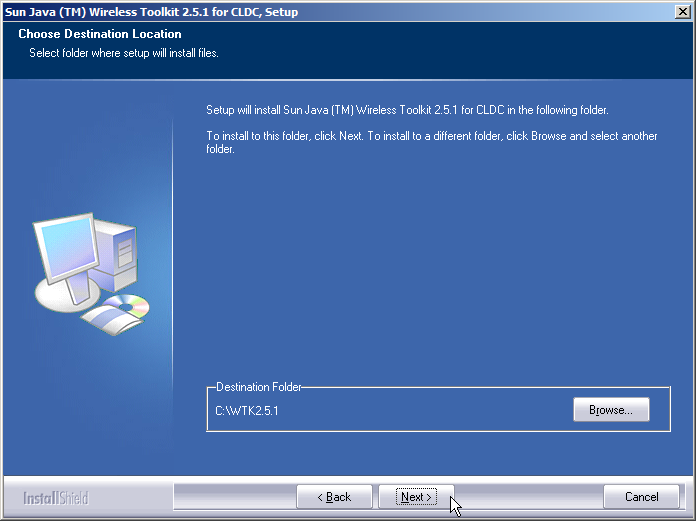 Sun Java (TM) Wireless Toolkit 2.5.1 for CLDC, Setup
Choose Destination Location
Select folder where setup will install files.
Setup will install Sun Java (TM) Wireless Toolkit 2.5.1 for CLDC in the following folder.
To install to this folder, click Next. To install to a different folder, click Browse and select another
folder.
Destination Folder
C:\WTK2.5.1
Browse...
InstallShield
< Back
Next >
Cancel